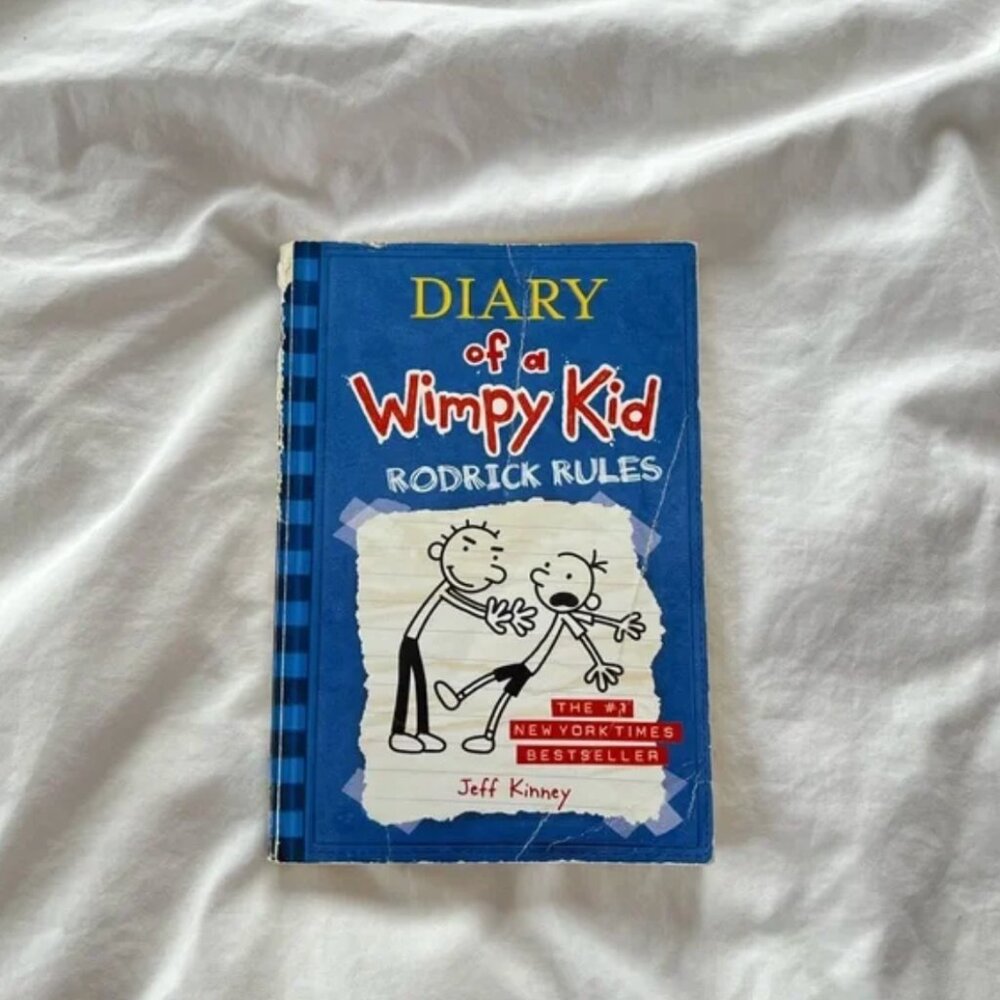 DIARY
of a
Wimpy Kid
RODRICK RULES
THE #1
NEW YORK TIMES
BESTSELLER
Jeff Kinney